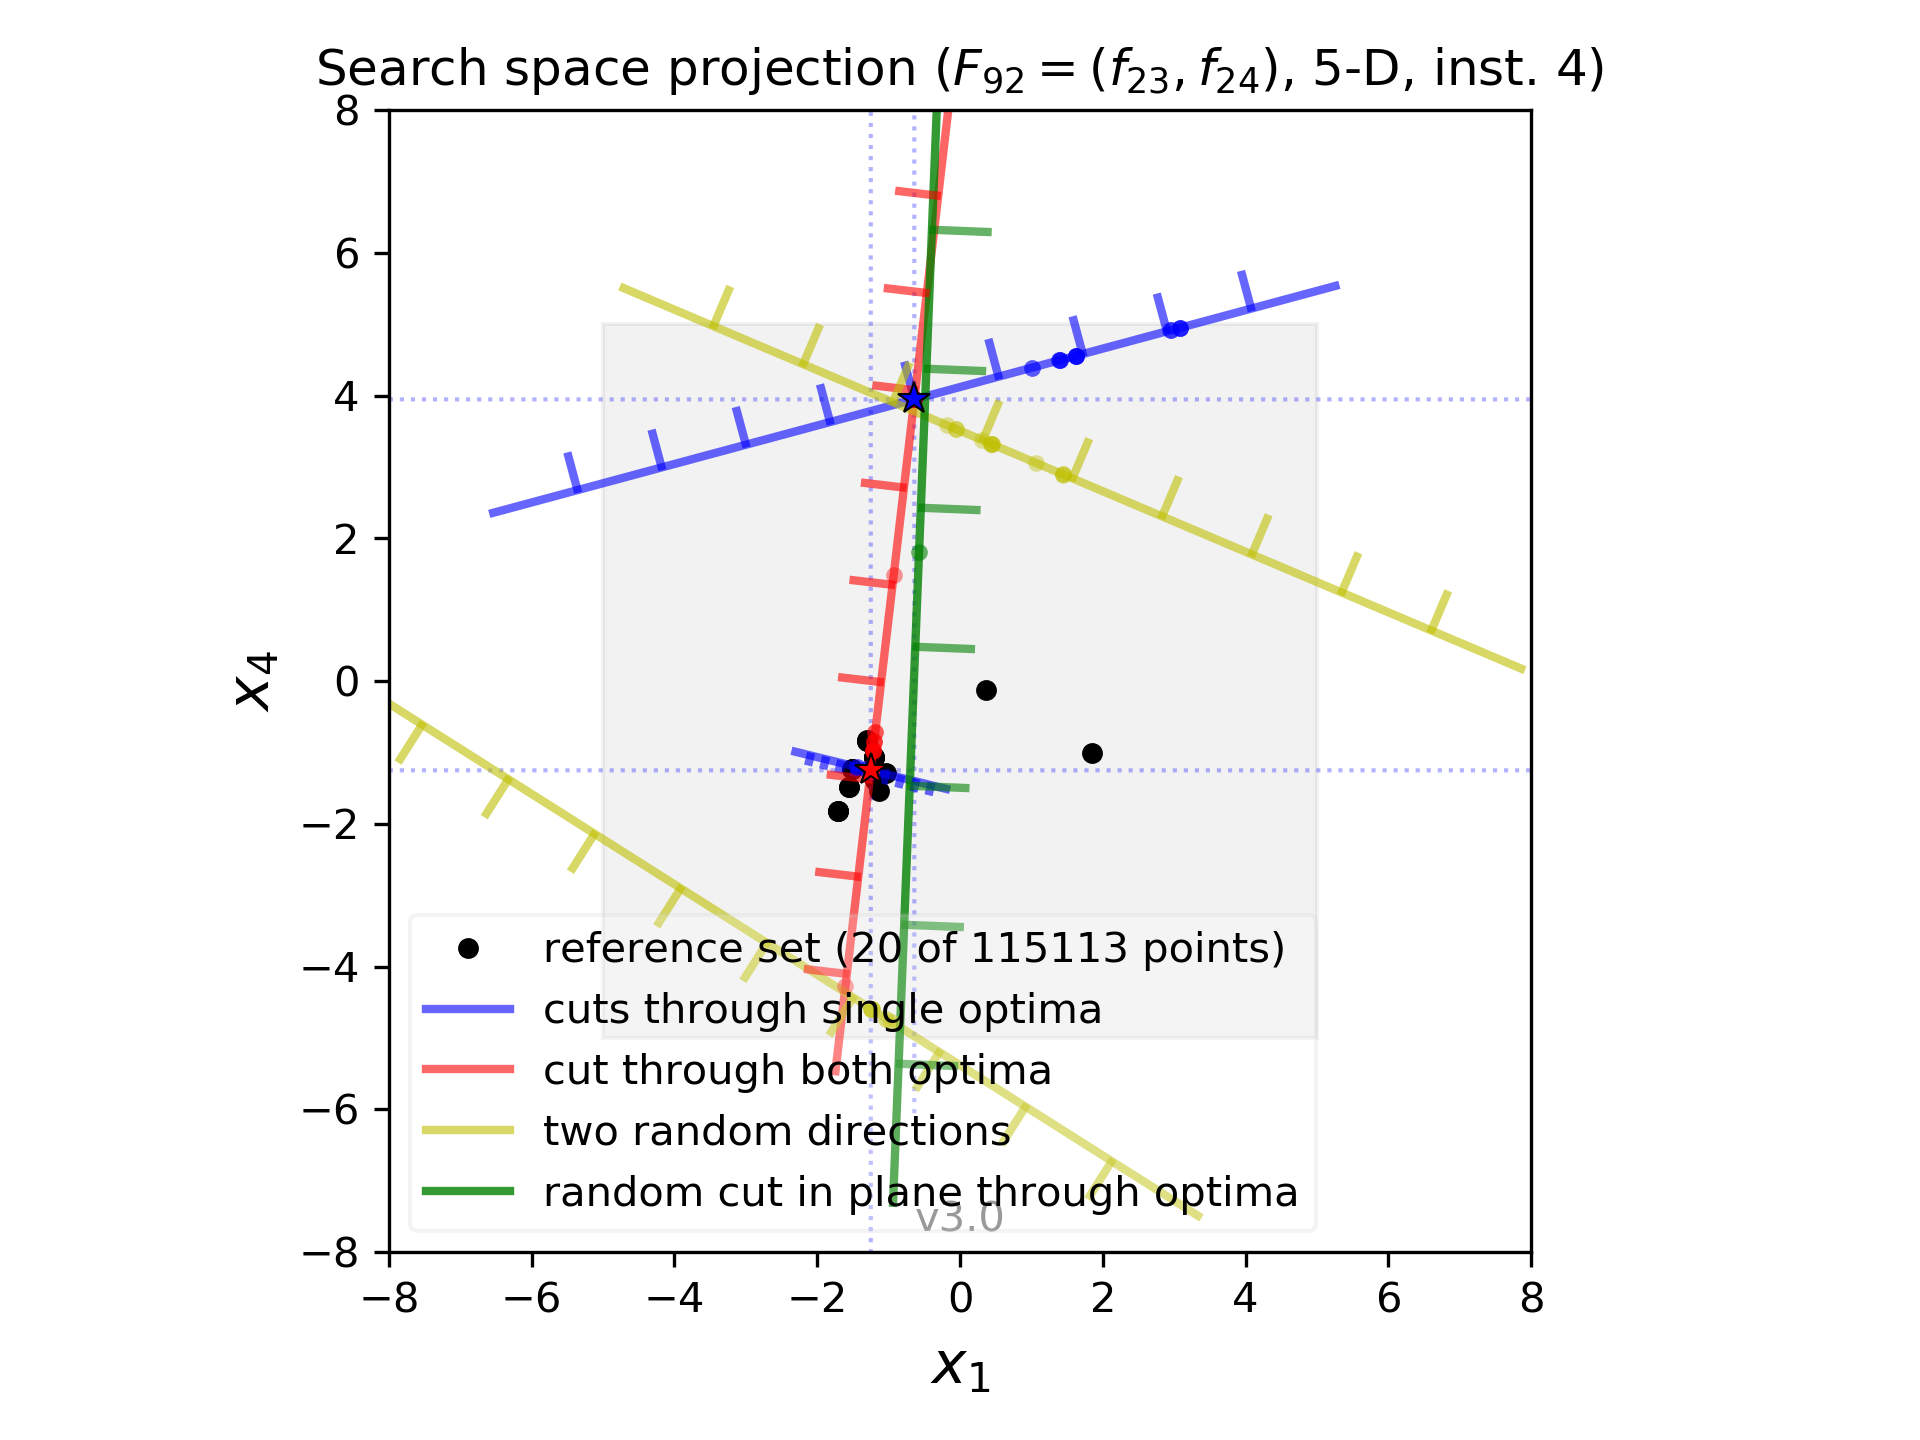 Search space projection (F92 = (f23, f24), 5-D, inst. 4)
8
6
4
2
0
−2
−4
−6
−8
x4
reference set (20 of 115113 points)
cuts through single optima
cut through both optima
two random directions
random cut in plane through optima
v3.0
−8 −6 −4 −2 0 2 4 6 8
x1